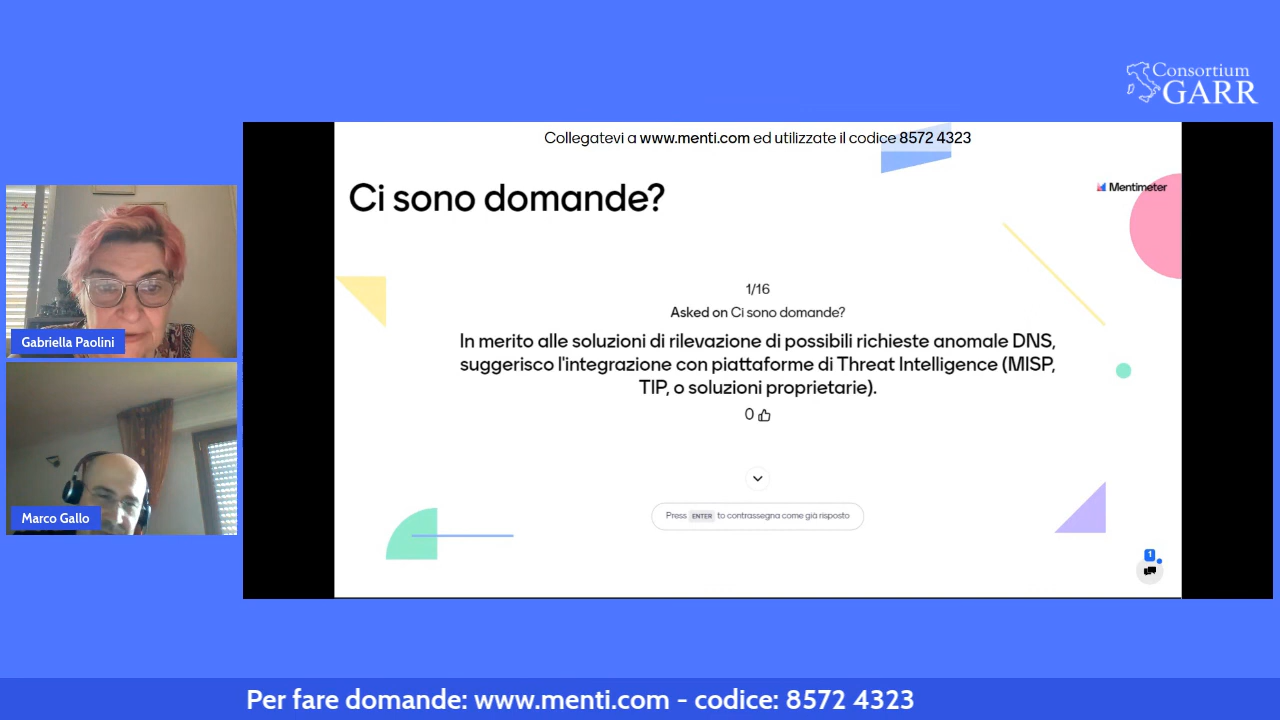 Consortium
GARR
Collegatevi a www.menti.com ed utilizzate il codice 8572 4323
Ci sono domande?
Mentimeter
1/16
Asked on Ci sono domande?
In merito alle soluzioni di rilevazione di possibili richieste anomale DNS,
suggerisco l'integrazione con piattaforme di Threat Intelligence (MISP,
TIP, o soluzioni proprietarie).
0
Press ENTER to contrassegna come già risposto
1
Gabriella Paolini
Marco Gallo
Per fare domande: www.menti.com - codice: 8572 4323